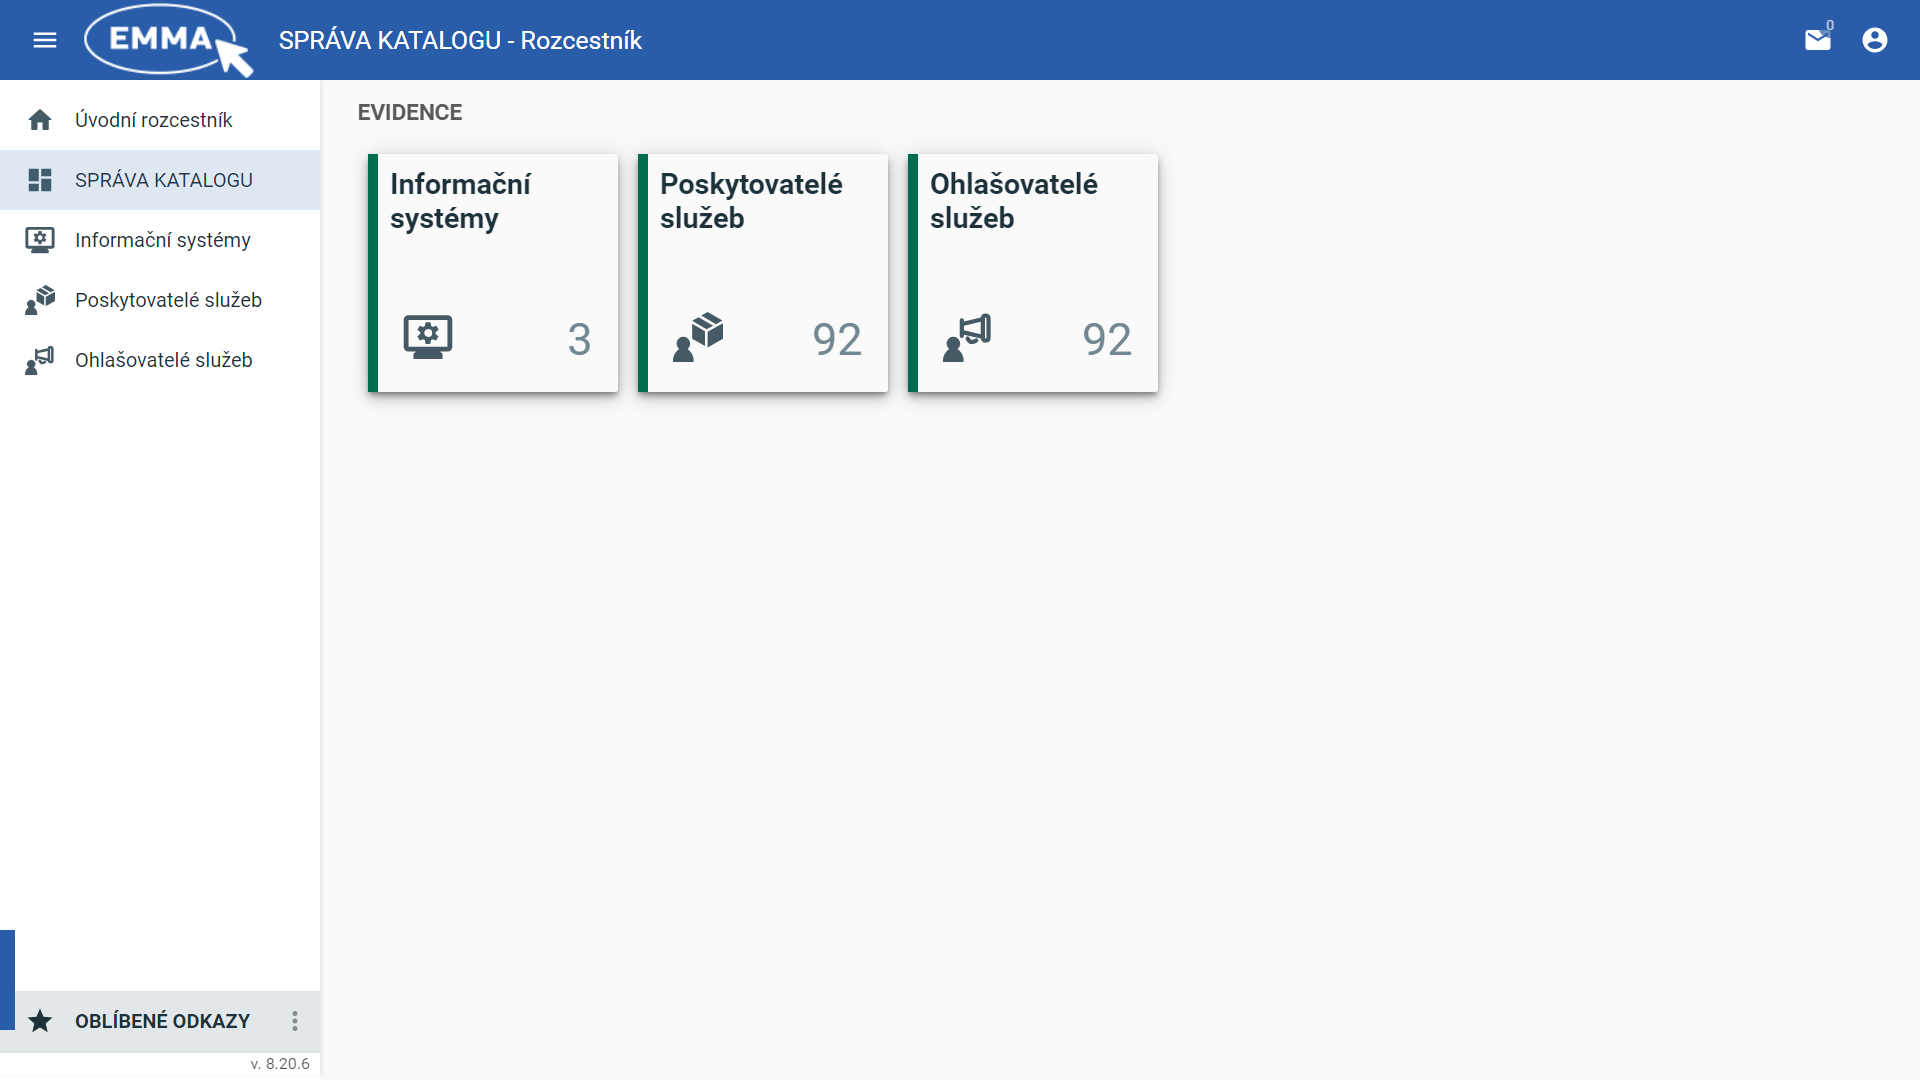 EMMA
SPRÁVA KATALOGU - Rozcestník
0
Úvodní rozcestník
SPRÁVA KATALOGU
Informační systémy
Poskytovatelé služeb
Ohlašovatelé služeb
EVIDENCE
Informační
systémy
3
Poskytovatelé
služeb
92
Ohlašovatelé
služeb
92
OBLÍBENÉ ODKAZY
v. 8.20.6